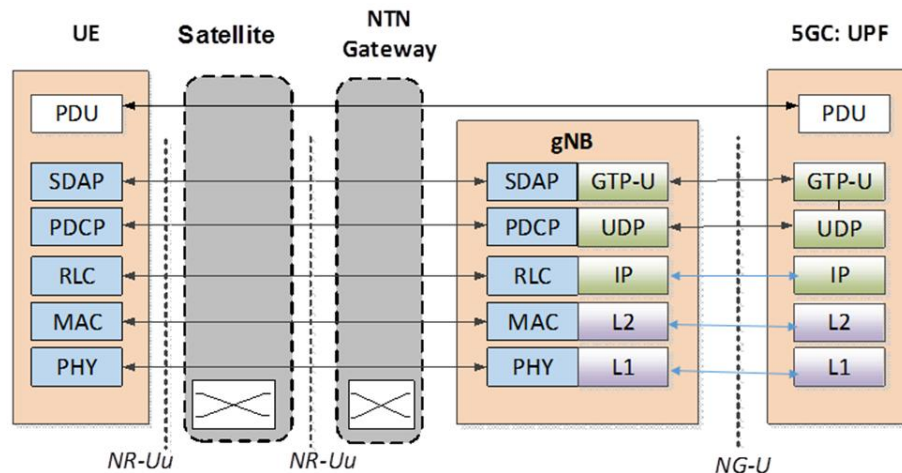 UE
Satellite
NTN
Gateway
5GC: UPF
PDU
PDU
gNB
SDAP
SDAP
GTP-U
GTP-U
PDCP
PDCP
UDP
UDP
RLC
RLC
IP
IP
MAC
MAC
L2
L2
PHY
PHY
L1
L1
NR-Uu
NR-Uu
NG-U